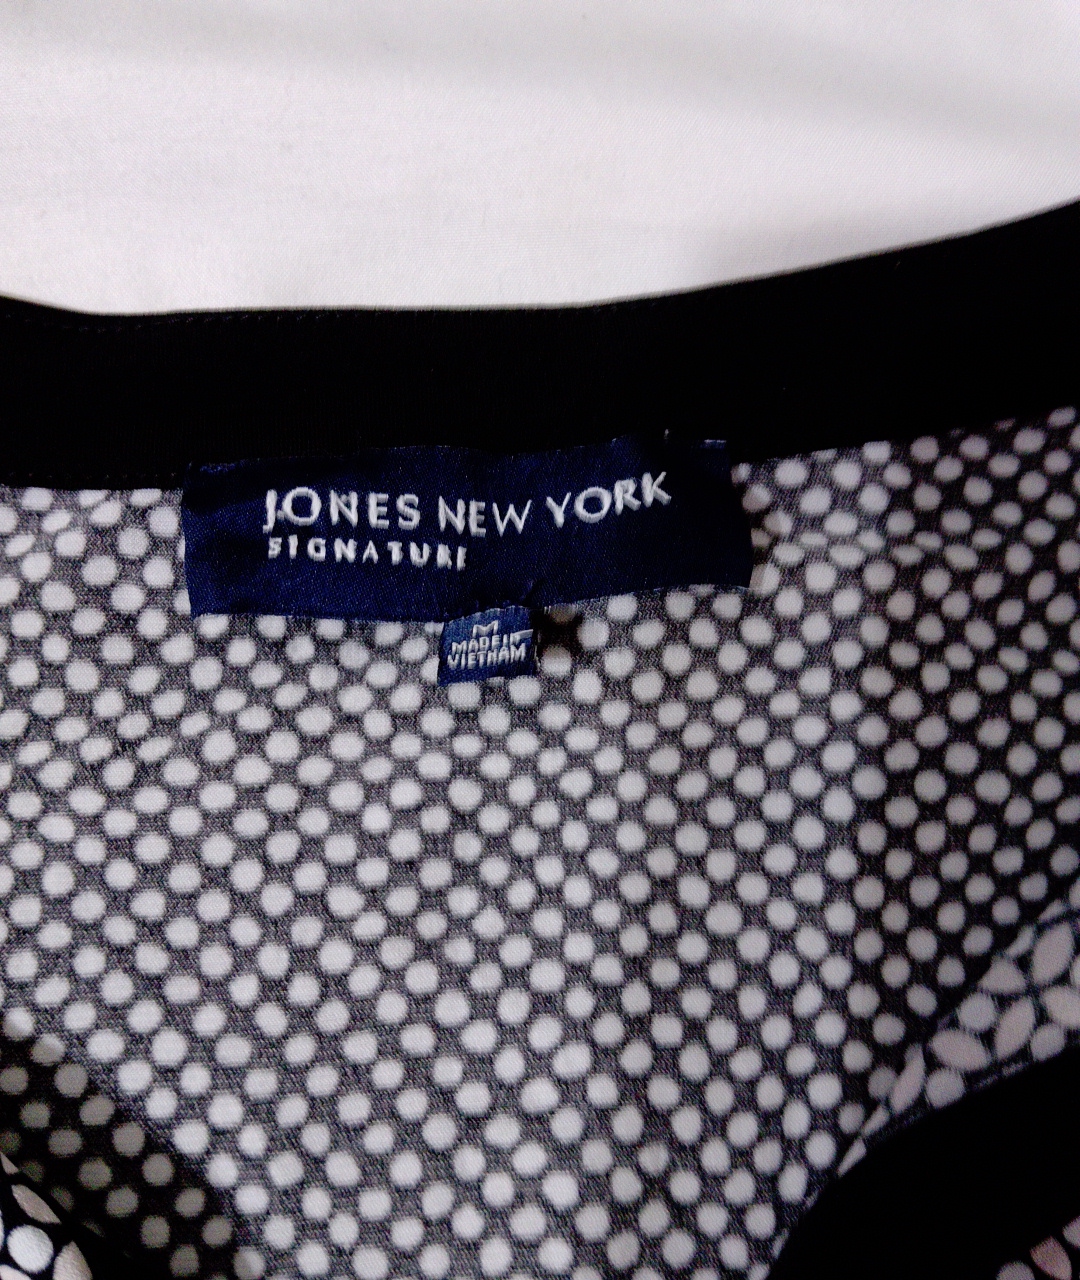 JONES NEW YORK
SIGNATURE
M
MADE IN
VIETNAM